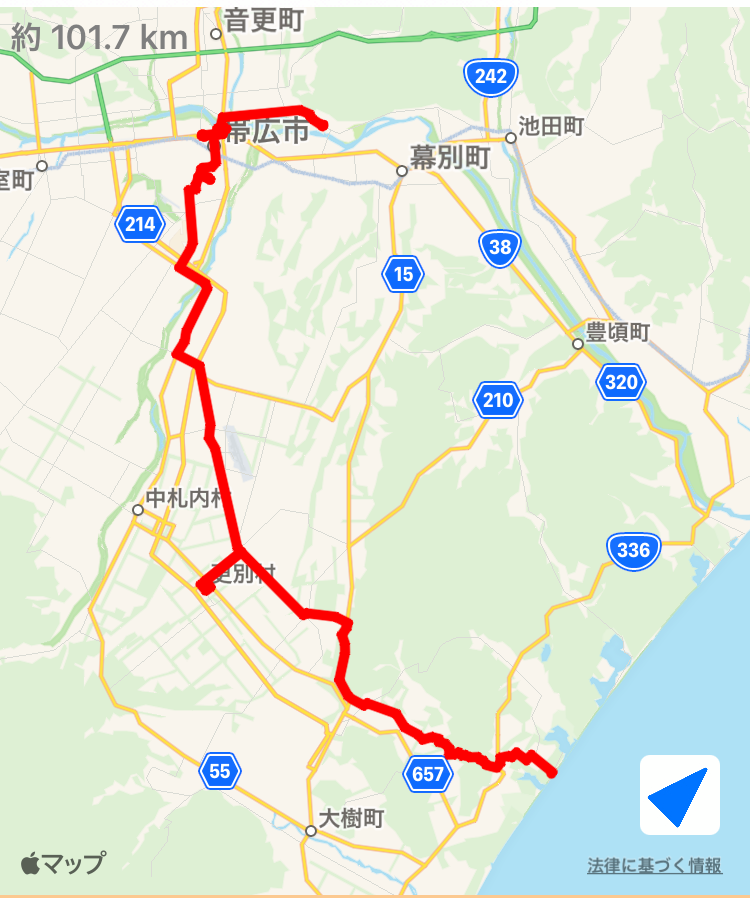 約 101.7 km
音更町
242
池田町
帯広市
幕別町
室町
214
38
15
豊頃町
320
210
中札内村
336
更別村
55
657
大樹町
マップ
法律に基づく情報